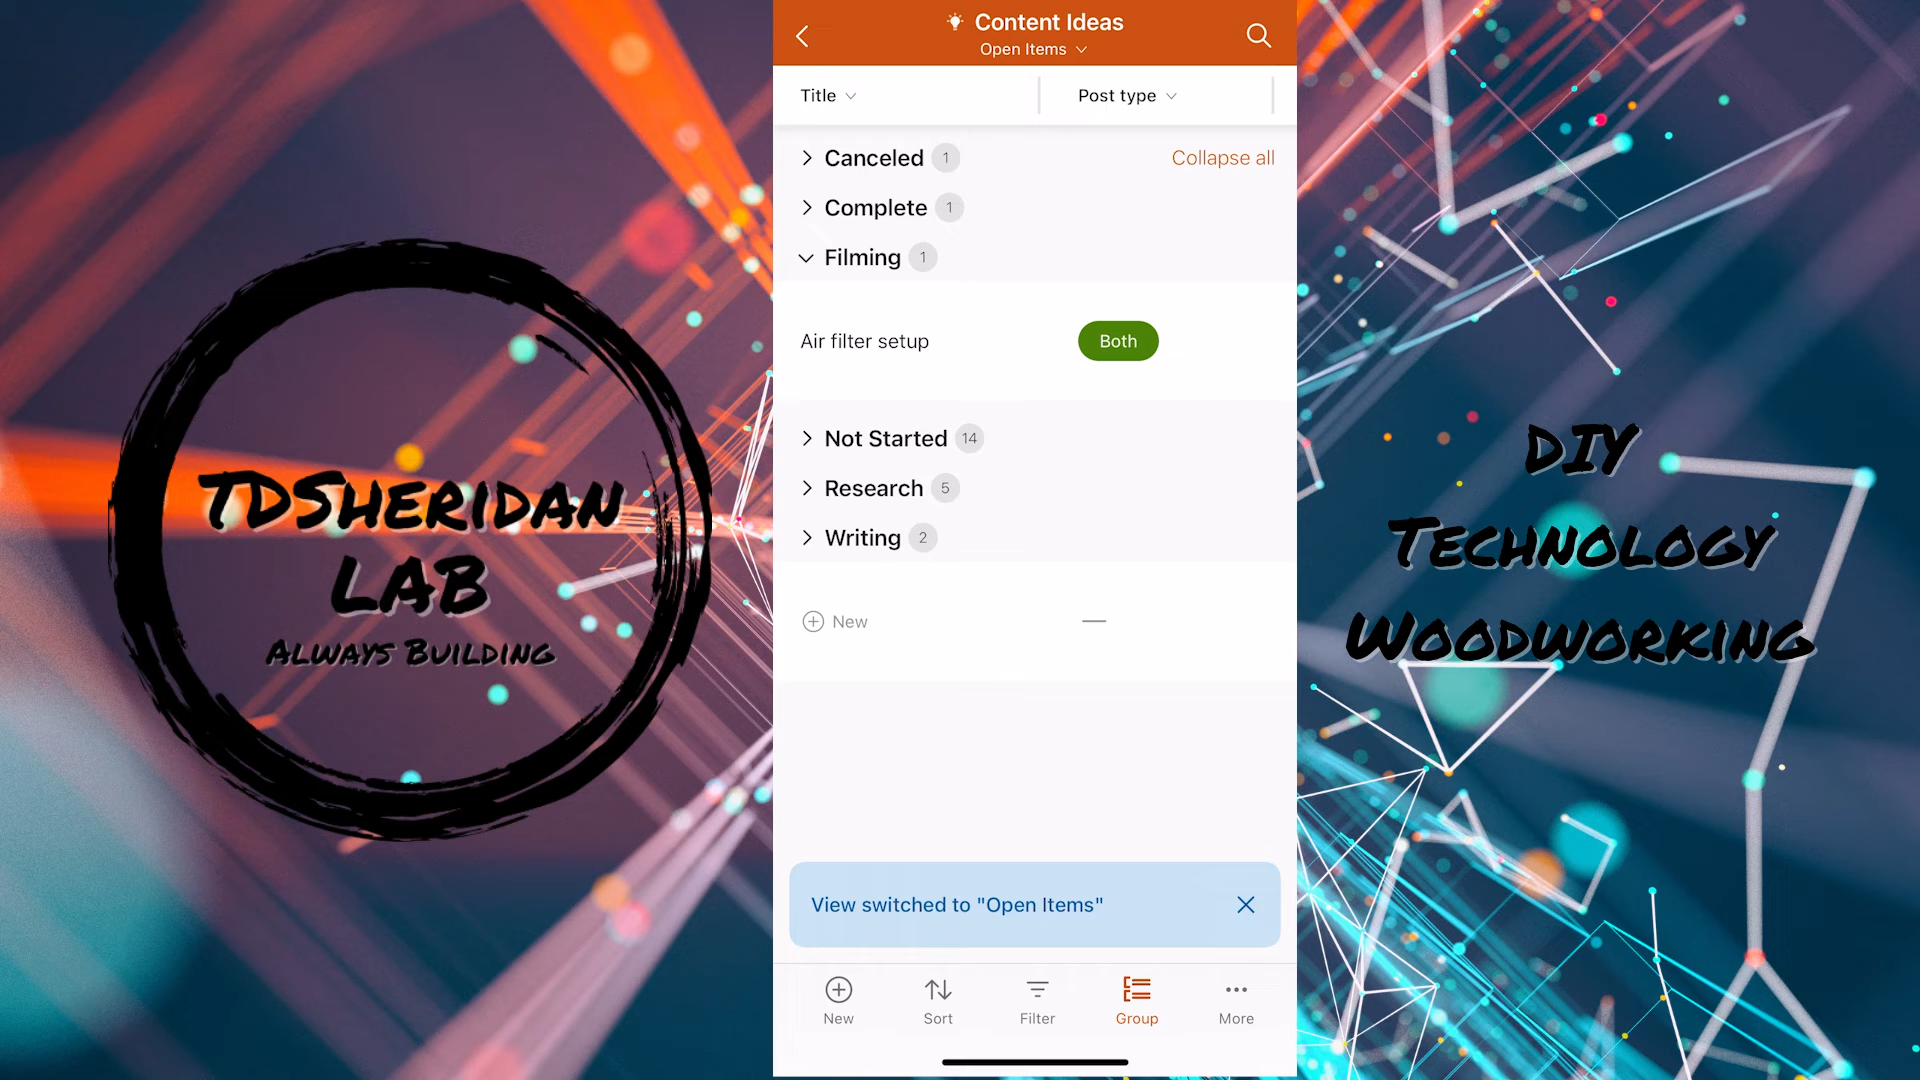 TDSheridan
LAB
Always Building
Content Ideas
Open Items
Title
Post type
Canceled 1
Collapse all
Complete 1
Filming 1
Air filter setup
Both
Not Started 14
Research 5
Writing 2
New
—
View switched to "Open Items"
New
Sort
Filter
Group
More
DIY
Technology
Woodworking